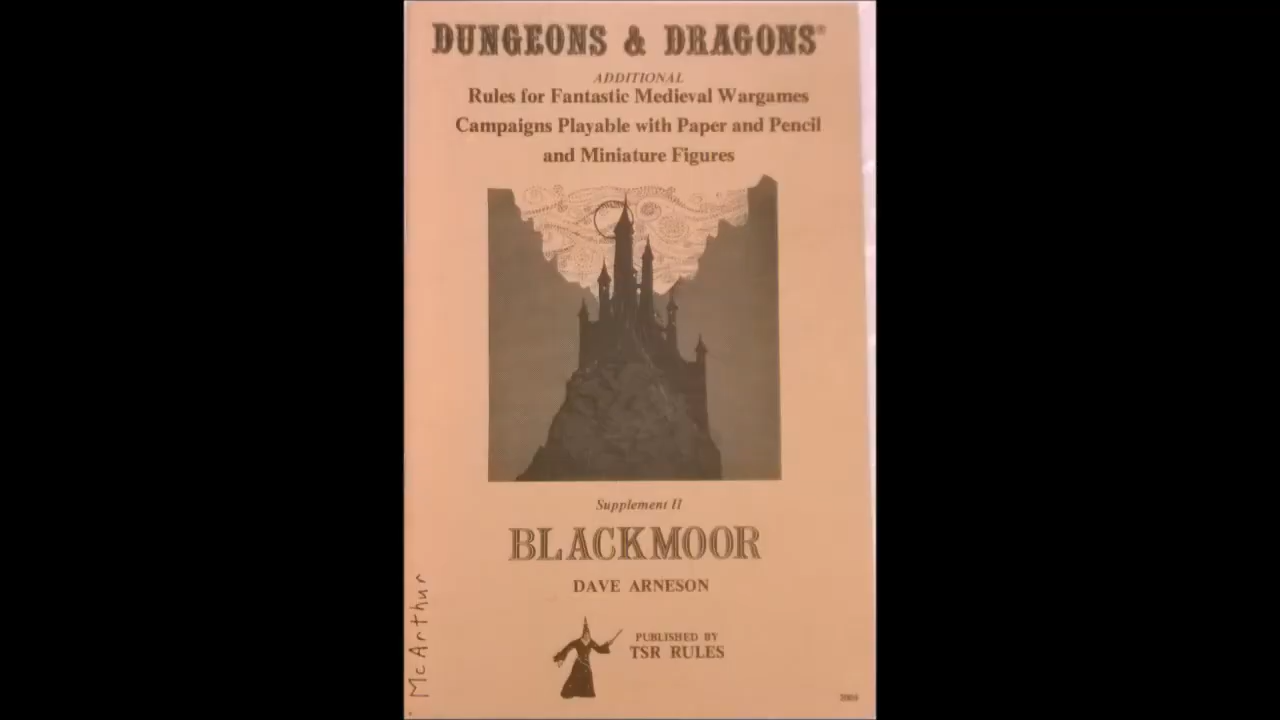 DUNGEONS & DRAGONS®
ADDITIONAL
Rules for Fantastic Medieval Wargames
Campaigns Playable with Paper and Pencil
and Miniature Figures
Supplement II
BLACKMOOR
DAVE ARNESON
PUBLISHED BY
TSR RULES
McArthur